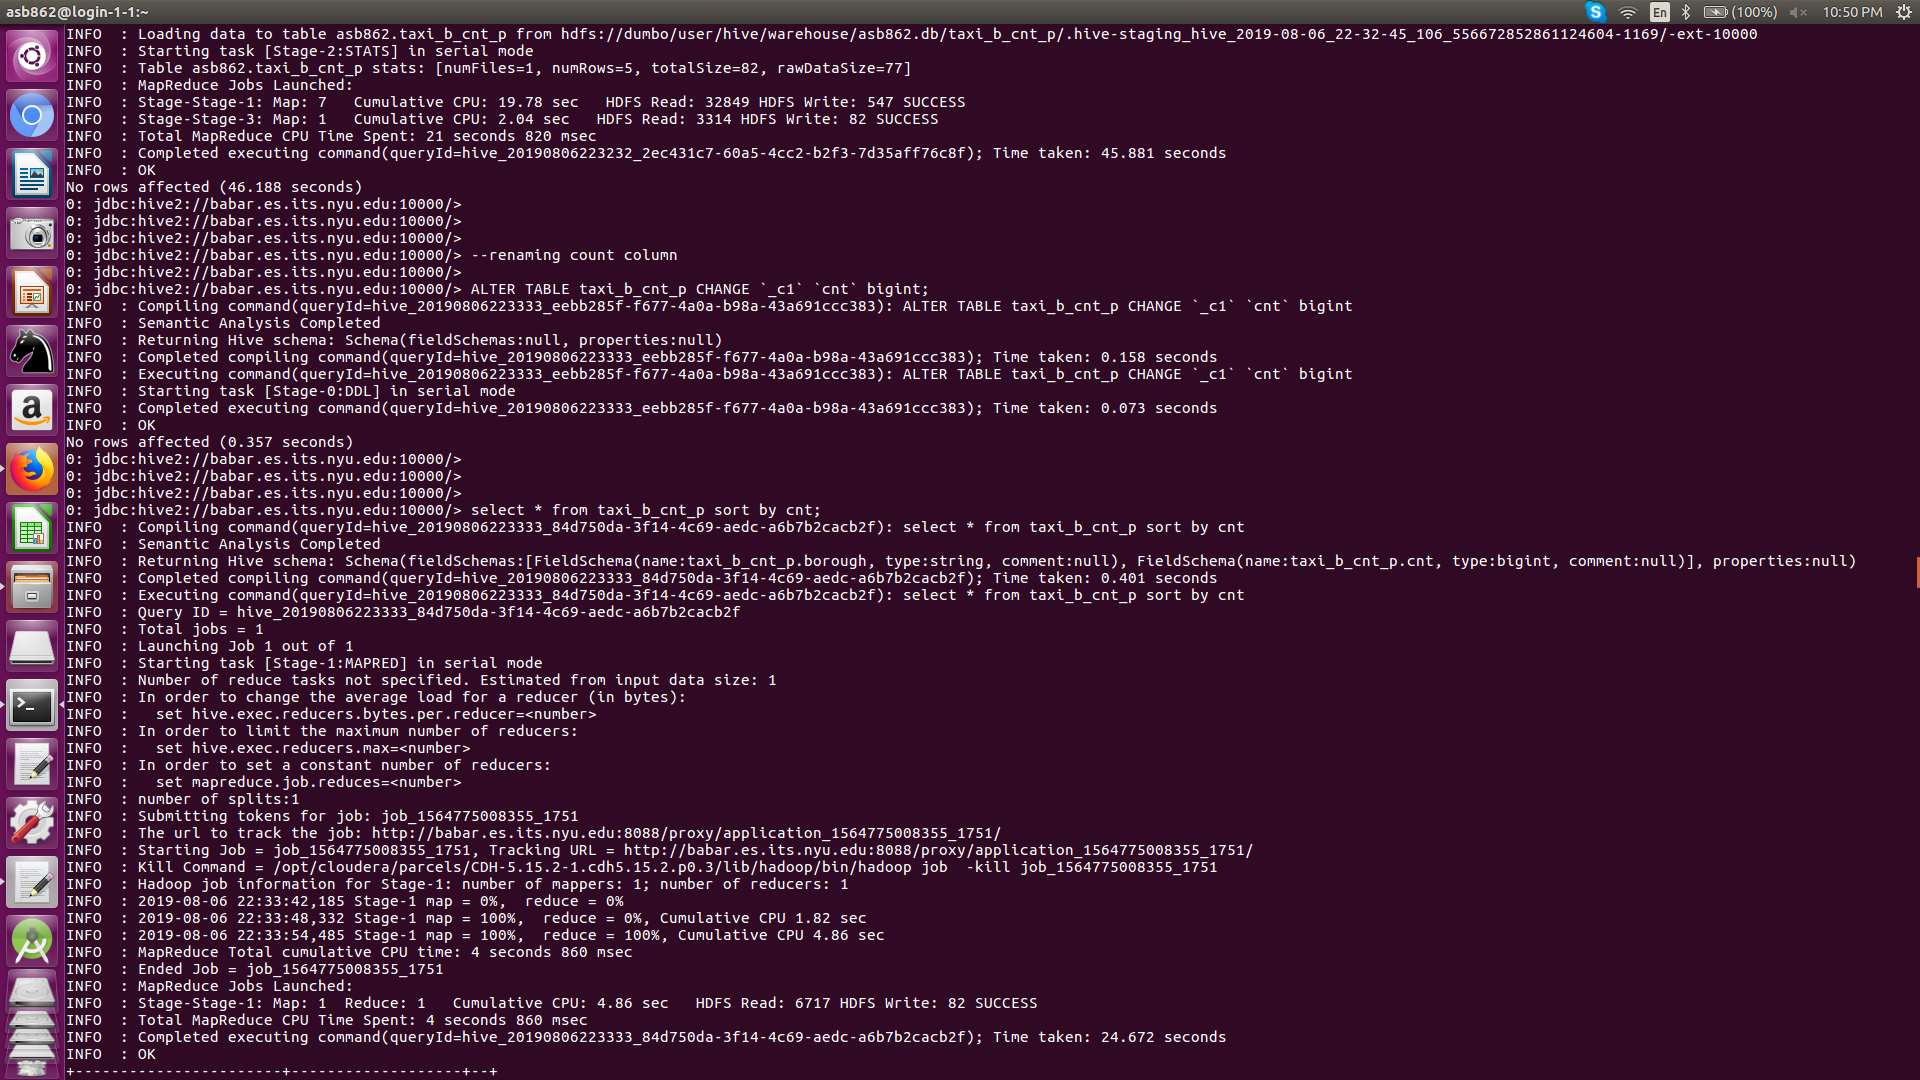 asb862@login-1-1:~
En
(100%)
10:50 PM
INFO  : Loading data to table asb862.taxi_b_cnt_p from hdfs://dumbo/user/hive/warehouse/asb862.db/taxi_b_cnt_p/.hive-staging_hive_2019-08-06_22-32-45_106_556672852861124604-1169/-ext-10000
INFO  : Starting task [Stage-2:STATS] in serial mode
INFO  : Table asb862.taxi_b_cnt_p stats: [numFiles=1, numRows=5, totalSize=82, rawDataSize=77]
INFO  : MapReduce Jobs Launched:
INFO  : Stage-Stage-1: Map: 7   Cumulative CPU: 19.78 sec   HDFS Read: 32849 HDFS Write: 547 SUCCESS
INFO  : Stage-Stage-3: Map: 1   Cumulative CPU: 2.04 sec   HDFS Read: 3314 HDFS Write: 82 SUCCESS
INFO  : Total MapReduce CPU Time Spent: 21 seconds 820 msec
INFO  : Completed executing command(queryId=hive_20190806223232_2ec431c7-60a5-4cc2-b2f3-7d35aff76c8f); Time taken: 45.881 seconds
INFO  : OK
No rows affected (46.188 seconds)
0: jdbc:hive2://babar.es.its.nyu.edu:10000/>
0: jdbc:hive2://babar.es.its.nyu.edu:10000/>
0: jdbc:hive2://babar.es.its.nyu.edu:10000/>
0: jdbc:hive2://babar.es.its.nyu.edu:10000/> --renaming count column
0: jdbc:hive2://babar.es.its.nyu.edu:10000/>
0: jdbc:hive2://babar.es.its.nyu.edu:10000/> ALTER TABLE taxi_b_cnt_p CHANGE `_c1` `cnt` bigint;
INFO  : Compiling command(queryId=hive_20190806223333_eebb285f-f677-4a0a-b98a-43a691ccc383): ALTER TABLE taxi_b_cnt_p CHANGE `_c1` `cnt` bigint
INFO  : Semantic Analysis Completed
INFO  : Returning Hive schema: Schema(fieldSchemas:null, properties:null)
INFO  : Completed compiling command(queryId=hive_20190806223333_eebb285f-f677-4a0a-b98a-43a691ccc383); Time taken: 0.158 seconds
INFO  : Executing command(queryId=hive_20190806223333_eebb285f-f677-4a0a-b98a-43a691ccc383): ALTER TABLE taxi_b_cnt_p CHANGE `_c1` `cnt` bigint
INFO  : Starting task [Stage-0:DDL] in serial mode
INFO  : Completed executing command(queryId=hive_20190806223333_eebb285f-f677-4a0a-b98a-43a691ccc383); Time taken: 0.073 seconds
INFO  : OK
No rows affected (0.357 seconds)
0: jdbc:hive2://babar.es.its.nyu.edu:10000/>
0: jdbc:hive2://babar.es.its.nyu.edu:10000/>
0: jdbc:hive2://babar.es.its.nyu.edu:10000/>
0: jdbc:hive2://babar.es.its.nyu.edu:10000/> select * from taxi_b_cnt_p sort by cnt;
INFO  : Compiling command(queryId=hive_20190806223333_84d750da-3f14-4c69-aedc-a6b7b2cacb2f): select * from taxi_b_cnt_p sort by cnt
INFO  : Semantic Analysis Completed
INFO  : Returning Hive schema: Schema(fieldSchemas:[FieldSchema(name:taxi_b_cnt_p.borough, type:string, comment:null), FieldSchema(name:taxi_b_cnt_p.cnt, type:bigint, comment:null)], properties:null)
INFO  : Completed compiling command(queryId=hive_20190806223333_84d750da-3f14-4c69-aedc-a6b7b2cacb2f); Time taken: 0.401 seconds
INFO  : Executing command(queryId=hive_20190806223333_84d750da-3f14-4c69-aedc-a6b7b2cacb2f): select * from taxi_b_cnt_p sort by cnt
INFO  : Query ID = hive_20190806223333_84d750da-3f14-4c69-aedc-a6b7b2cacb2f
INFO  : Total jobs = 1
INFO  : Launching Job 1 out of 1
INFO  : Starting task [Stage-1:MAPRED] in serial mode
INFO  : Number of reduce tasks not specified. Estimated from input data size: 1
INFO  : In order to change the average load for a reducer (in bytes):
INFO  :   set hive.exec.reducers.bytes.per.reducer=<number>
INFO  : In order to limit the maximum number of reducers:
INFO  :   set hive.exec.reducers.max=<number>
INFO  : In order to set a constant number of reducers:
INFO  :   set mapreduce.job.reduces=<number>
INFO  : number of splits:1
INFO  : Submitting tokens for job: job_1564775008355_1751
INFO  : The url to track the job: http://babar.es.its.nyu.edu:8088/proxy/application_1564775008355_1751/
INFO  : Starting Job = job_1564775008355_1751, Tracking URL = http://babar.es.its.nyu.edu:8088/proxy/application_1564775008355_1751/
INFO  : Kill Command = /opt/cloudera/parcels/CDH-5.15.2-1.cdh5.15.2.p0.3/lib/hadoop/bin/hadoop job  -kill job_1564775008355_1751
INFO  : Hadoop job information for Stage-1: number of mappers: 1; number of reducers: 1
INFO  : 2019-08-06 22:33:42,185 Stage-1 map = 0%,  reduce = 0%
INFO  : 2019-08-06 22:33:48,332 Stage-1 map = 100%,  reduce = 0%, Cumulative CPU 1.82 sec
INFO  : 2019-08-06 22:33:54,485 Stage-1 map = 100%,  reduce = 100%, Cumulative CPU 4.86 sec
INFO  : MapReduce Total cumulative CPU time: 4 seconds 860 msec
INFO  : Ended Job = job_1564775008355_1751
INFO  : MapReduce Jobs Launched:
INFO  : Stage-Stage-1: Map: 1  Reduce: 1   Cumulative CPU: 4.86 sec   HDFS Read: 6717 HDFS Write: 82 SUCCESS
INFO  : Total MapReduce CPU Time Spent: 4 seconds 860 msec
INFO  : Completed executing command(queryId=hive_20190806223333_84d750da-3f14-4c69-aedc-a6b7b2cacb2f); Time taken: 24.672 seconds
INFO  : OK
+-----------------------+-------------------+--+